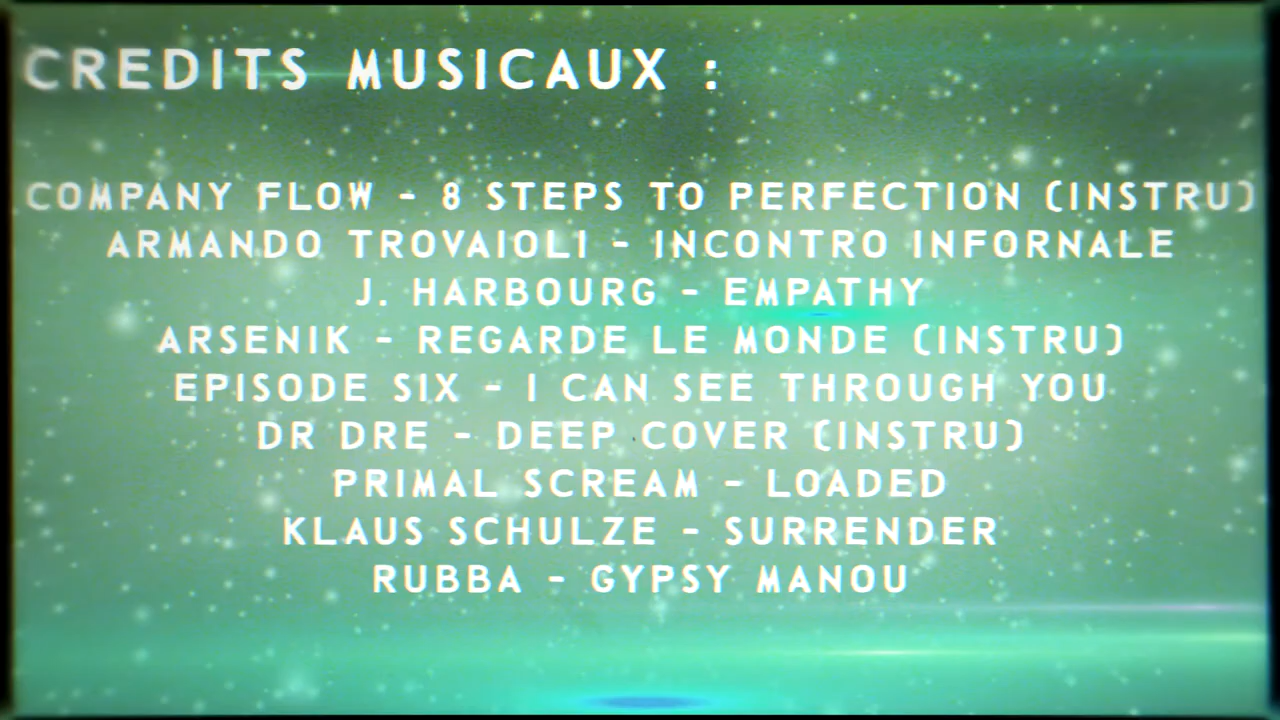 CREDITS MUSICAUX :
COMPANY FLOW - 8 STEPS TO PERFECTION (INSTRU)
ARMANDO TROVAIOLI - INCONTRO INFORNALE
J. HARBOURG - EMPATHY
ARSENIK - REGARDE LE MONDE (INSTRU)
EPISODE SIX - I CAN SEE THROUGH YOU
DR DRE - DEEP COVER (INSTRU)
PRIMAL SCREAM - LOADED
KLAUS SCHULZE - SURRENDER
RUBBA - GYPSY MANOU